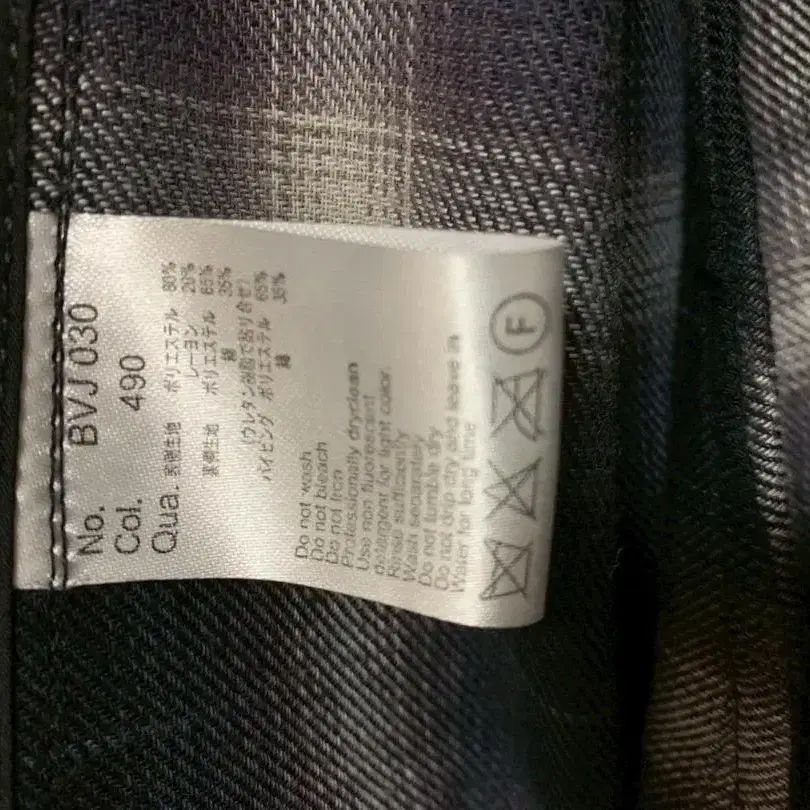 No. BVJ 030
Col. 490
Qua. 表側生地 ポリエステル 80%
レーヨン 20%
裏側生地 ポリエステル 65%
綿 35%
(ウレタン樹脂で貼り合せ)
パイピング ポリエステル 65%
綿 35%
Do not wash
Do not bleach
Do not Iron
Professionally dryclean
Use non fluorescent
detergent for light color.
Rinse sufficiently
Wash separately
Do not tumble dry
Do not drip dry and leave in
Water for long time
F